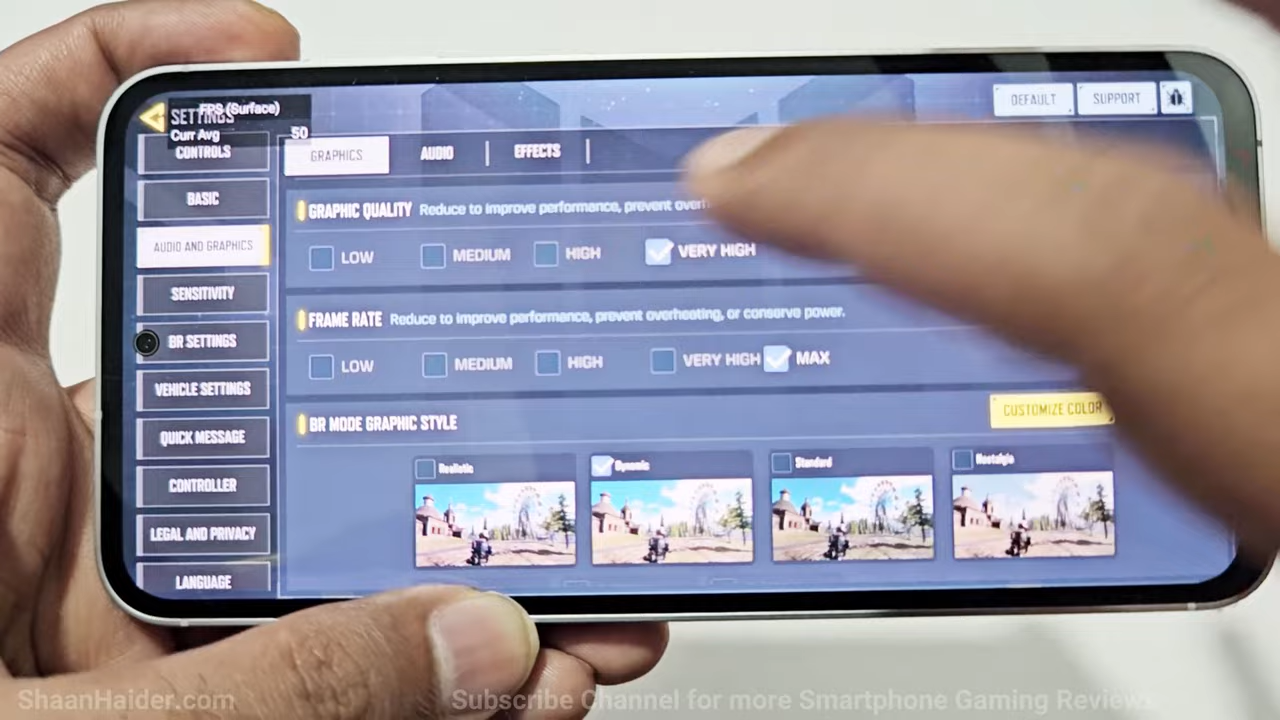 FPS (Surface)
SETTINGS
Curr Avg 50
DEFAULT SUPPORT
CONTROLS
BASIC
AUDIO AND GRAPHICS
SENSITIVITY
BR SETTINGS
VEHICLE SETTINGS
QUICK MESSAGE
CONTROLLER
LEGAL AND PRIVACY
LANGUAGE
GRAPHICS AUDIO EFFECTS
GRAPHIC QUALITY Reduce to improve performance, prevent
LOW MEDIUM HIGH VERY HIGH
FRAME RATE Reduce to improve performance, prevent overheating, or conserve power.
LOW MEDIUM HIGH VERY HIGH MAX
BR MODE GRAPHIC STYLE
CUSTOMIZE COLOR
Realistic Dynamic Standard Nostalgia
ShaanHaider.com
Subscribe Channel for more Smartphone Gaming Reviews